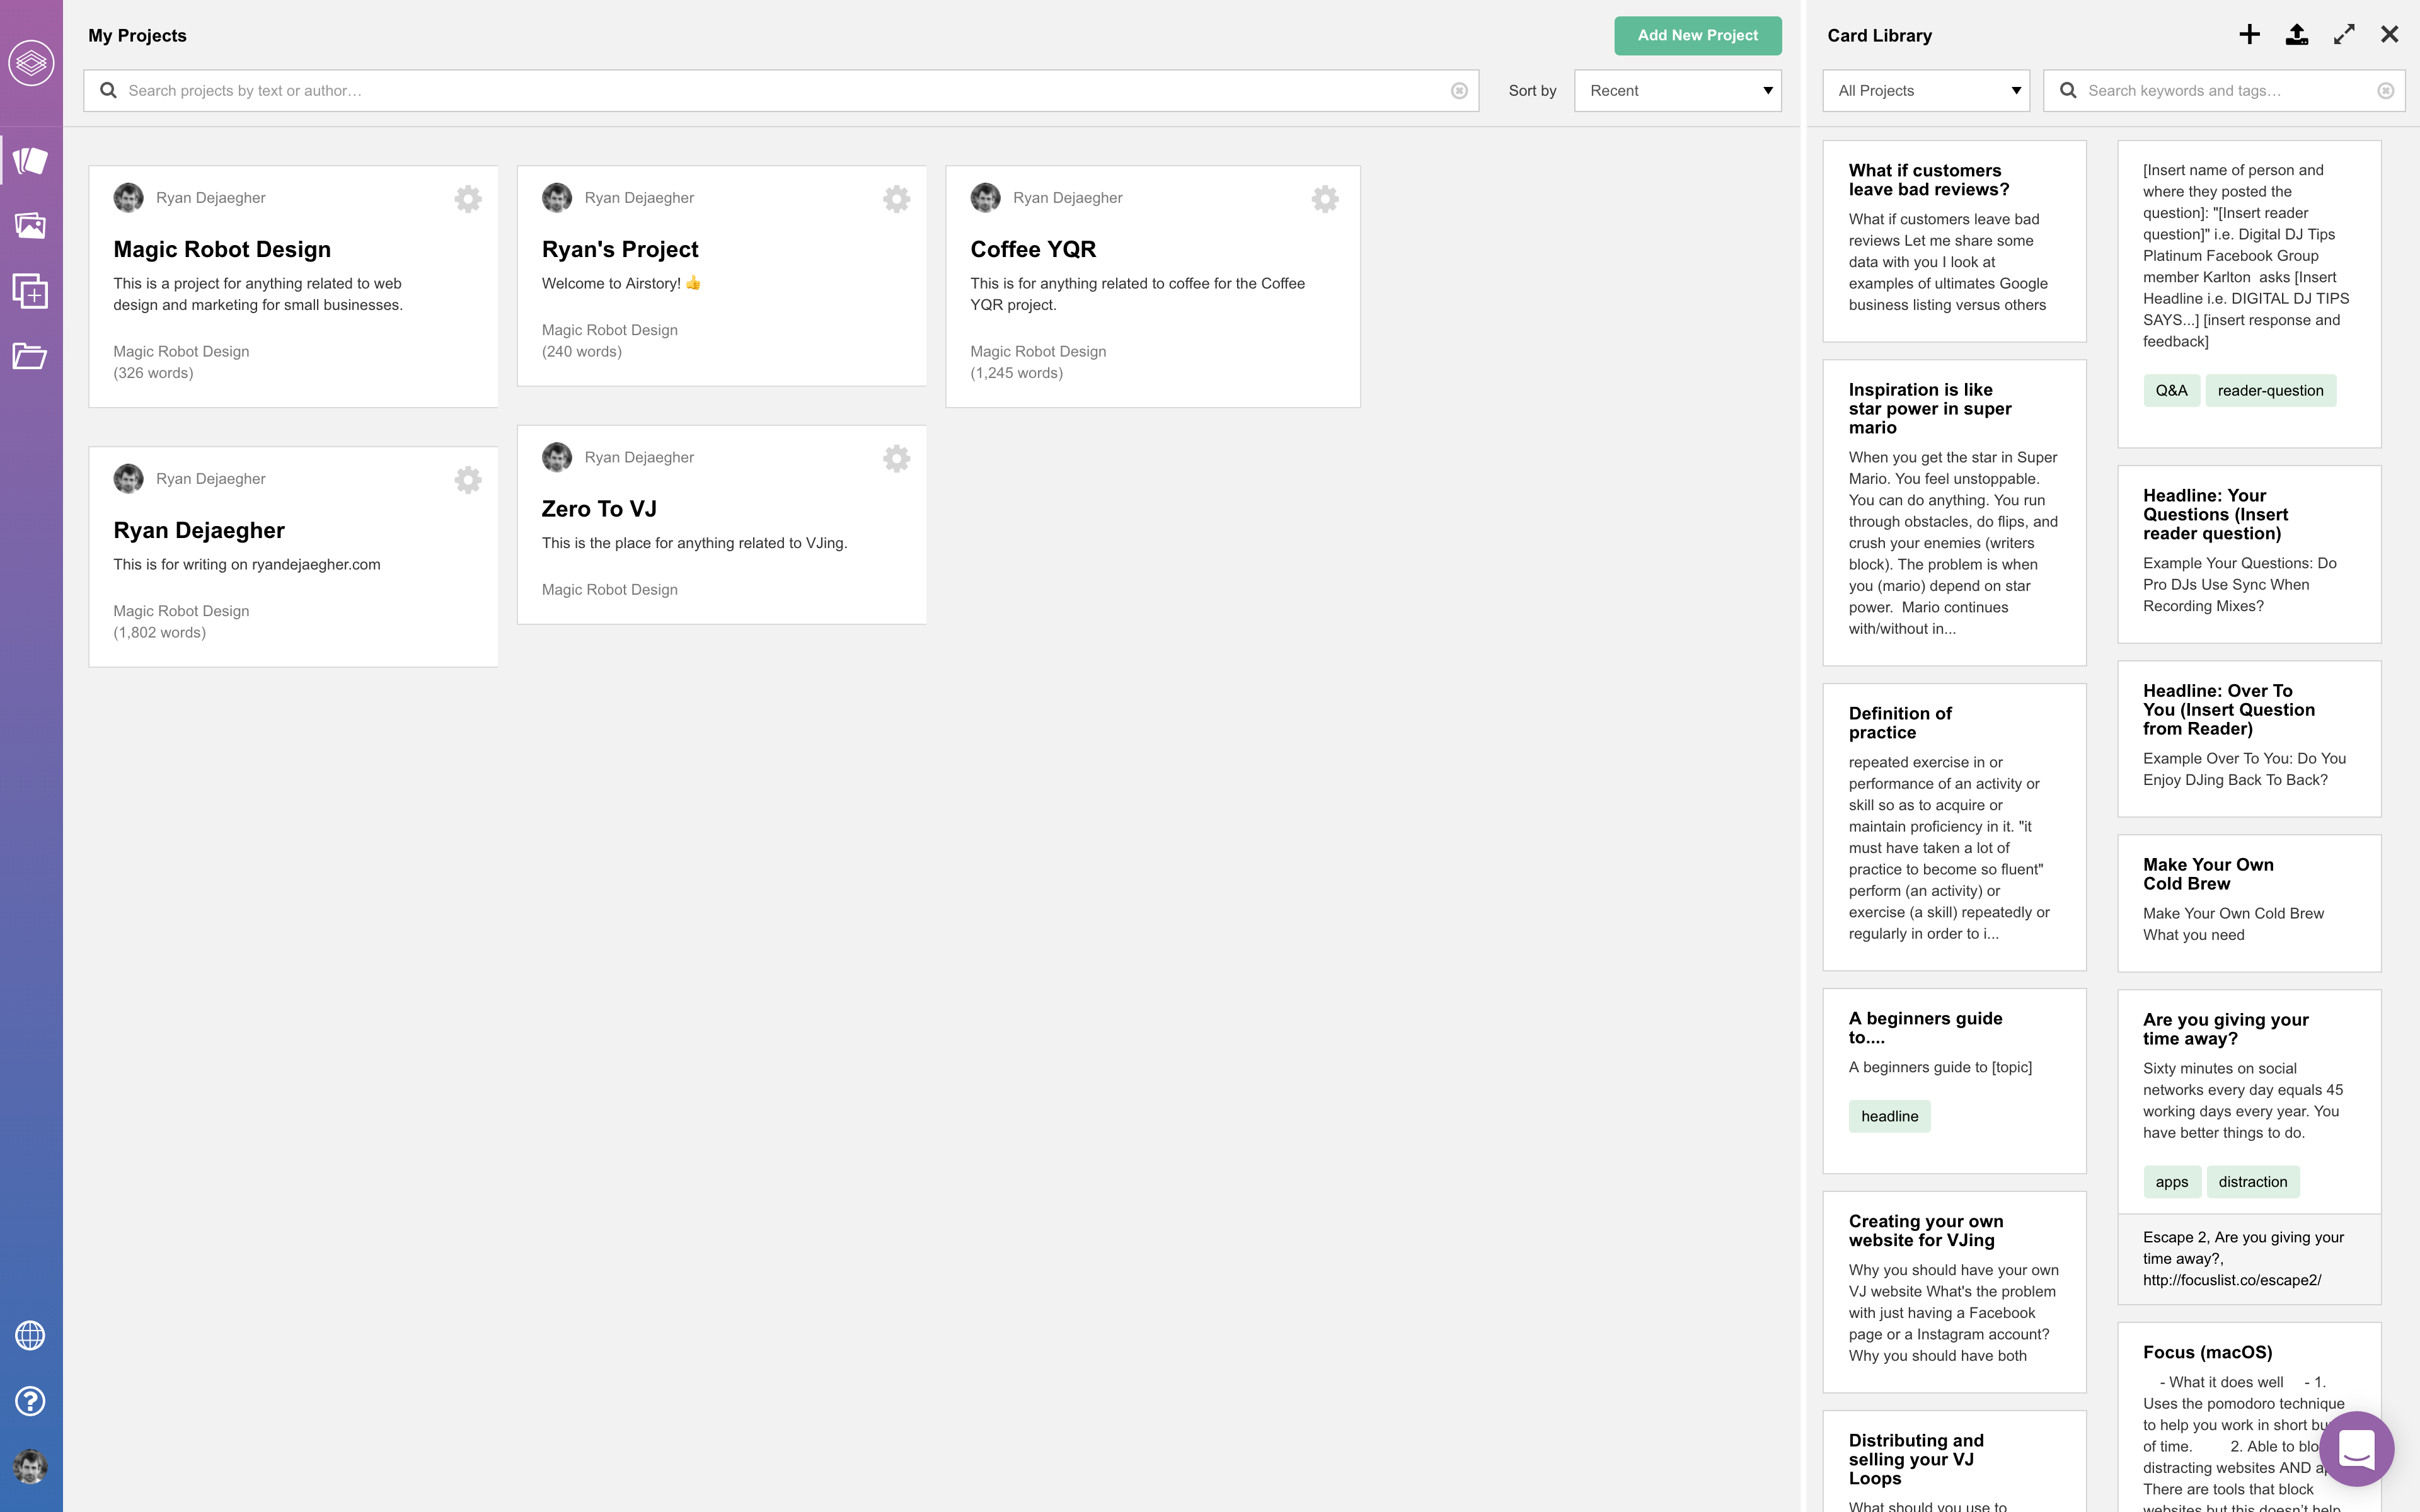 My Projects
Add New Project
Search projects by text or author…
Sort by
Recent
Ryan Dejaegher
Magic Robot Design
This is a project for anything related to web
design and marketing for small businesses.
Magic Robot Design
(326 words)
Ryan Dejaegher
Ryan's Project
Welcome to Airstory! 👍
Magic Robot Design
(240 words)
Ryan Dejaegher
Coffee YQR
This is for anything related to coffee for the Coffee
YQR project.
Magic Robot Design
(1,245 words)
Ryan Dejaegher
Ryan Dejaegher
This is for writing on ryandejaegher.com
Magic Robot Design
(1,802 words)
Ryan Dejaegher
Zero To VJ
This is the place for anything related to VJing.
Magic Robot Design
Card Library
All Projects
Search keywords and tags…
What if customers
leave bad reviews?
What if customers leave bad
reviews Let me share some
data with you I look at
examples of ultimates Google
business listing versus others
Inspiration is like
star power in super
mario
When you get the star in Super
Mario. You feel unstoppable.
You can do anything. You run
through obstacles, do flips, and
crush your enemies (writers
block). The problem is when
you (mario) depend on star
power.  Mario continues
with/without in...
Definition of
practice
repeated exercise in or
performance of an activity or
skill so as to acquire or
maintain proficiency in it. "it
must have taken a lot of
practice to become so fluent"
perform (an activity) or
exercise (a skill) repeatedly or
regularly in order to i...
A beginners guide
to....
A beginners guide to [topic]
headline
Creating your own
website for VJing
Why you should have your own
VJ website What's the problem
with just having a Facebook
page or a Instagram account?
Why you should have both
Distributing and
selling your VJ
Loops
What should you use to
[Insert name of person and
where they posted the
question]: "[Insert reader
question]" i.e. Digital DJ Tips
Platinum Facebook Group
member Karlton  asks [Insert
Headline i.e. DIGITAL DJ TIPS
SAYS...] [insert response and
feedback]
Q&A reader-question
Headline: Your
Questions (Insert
reader question)
Example Your Questions: Do
Pro DJs Use Sync When
Recording Mixes?
Headline: Over To
You (Insert Question
from Reader)
Example Over To You: Do You
Enjoy DJing Back To Back?
Make Your Own
Cold Brew
Make Your Own Cold Brew
What you need
Are you giving your
time away?
Sixty minutes on social
networks every day equals 45
working days every year. You
have better things to do.
apps distraction
Escape 2, Are you giving your
time away?,
http://focuslist.co/escape2/
Focus (macOS)
- What it does well - 1.
Uses the pomodoro technique
to help you work in short
of time. 2. Able to
distracting websites AND
There are tools that block
websites but this doesn't help